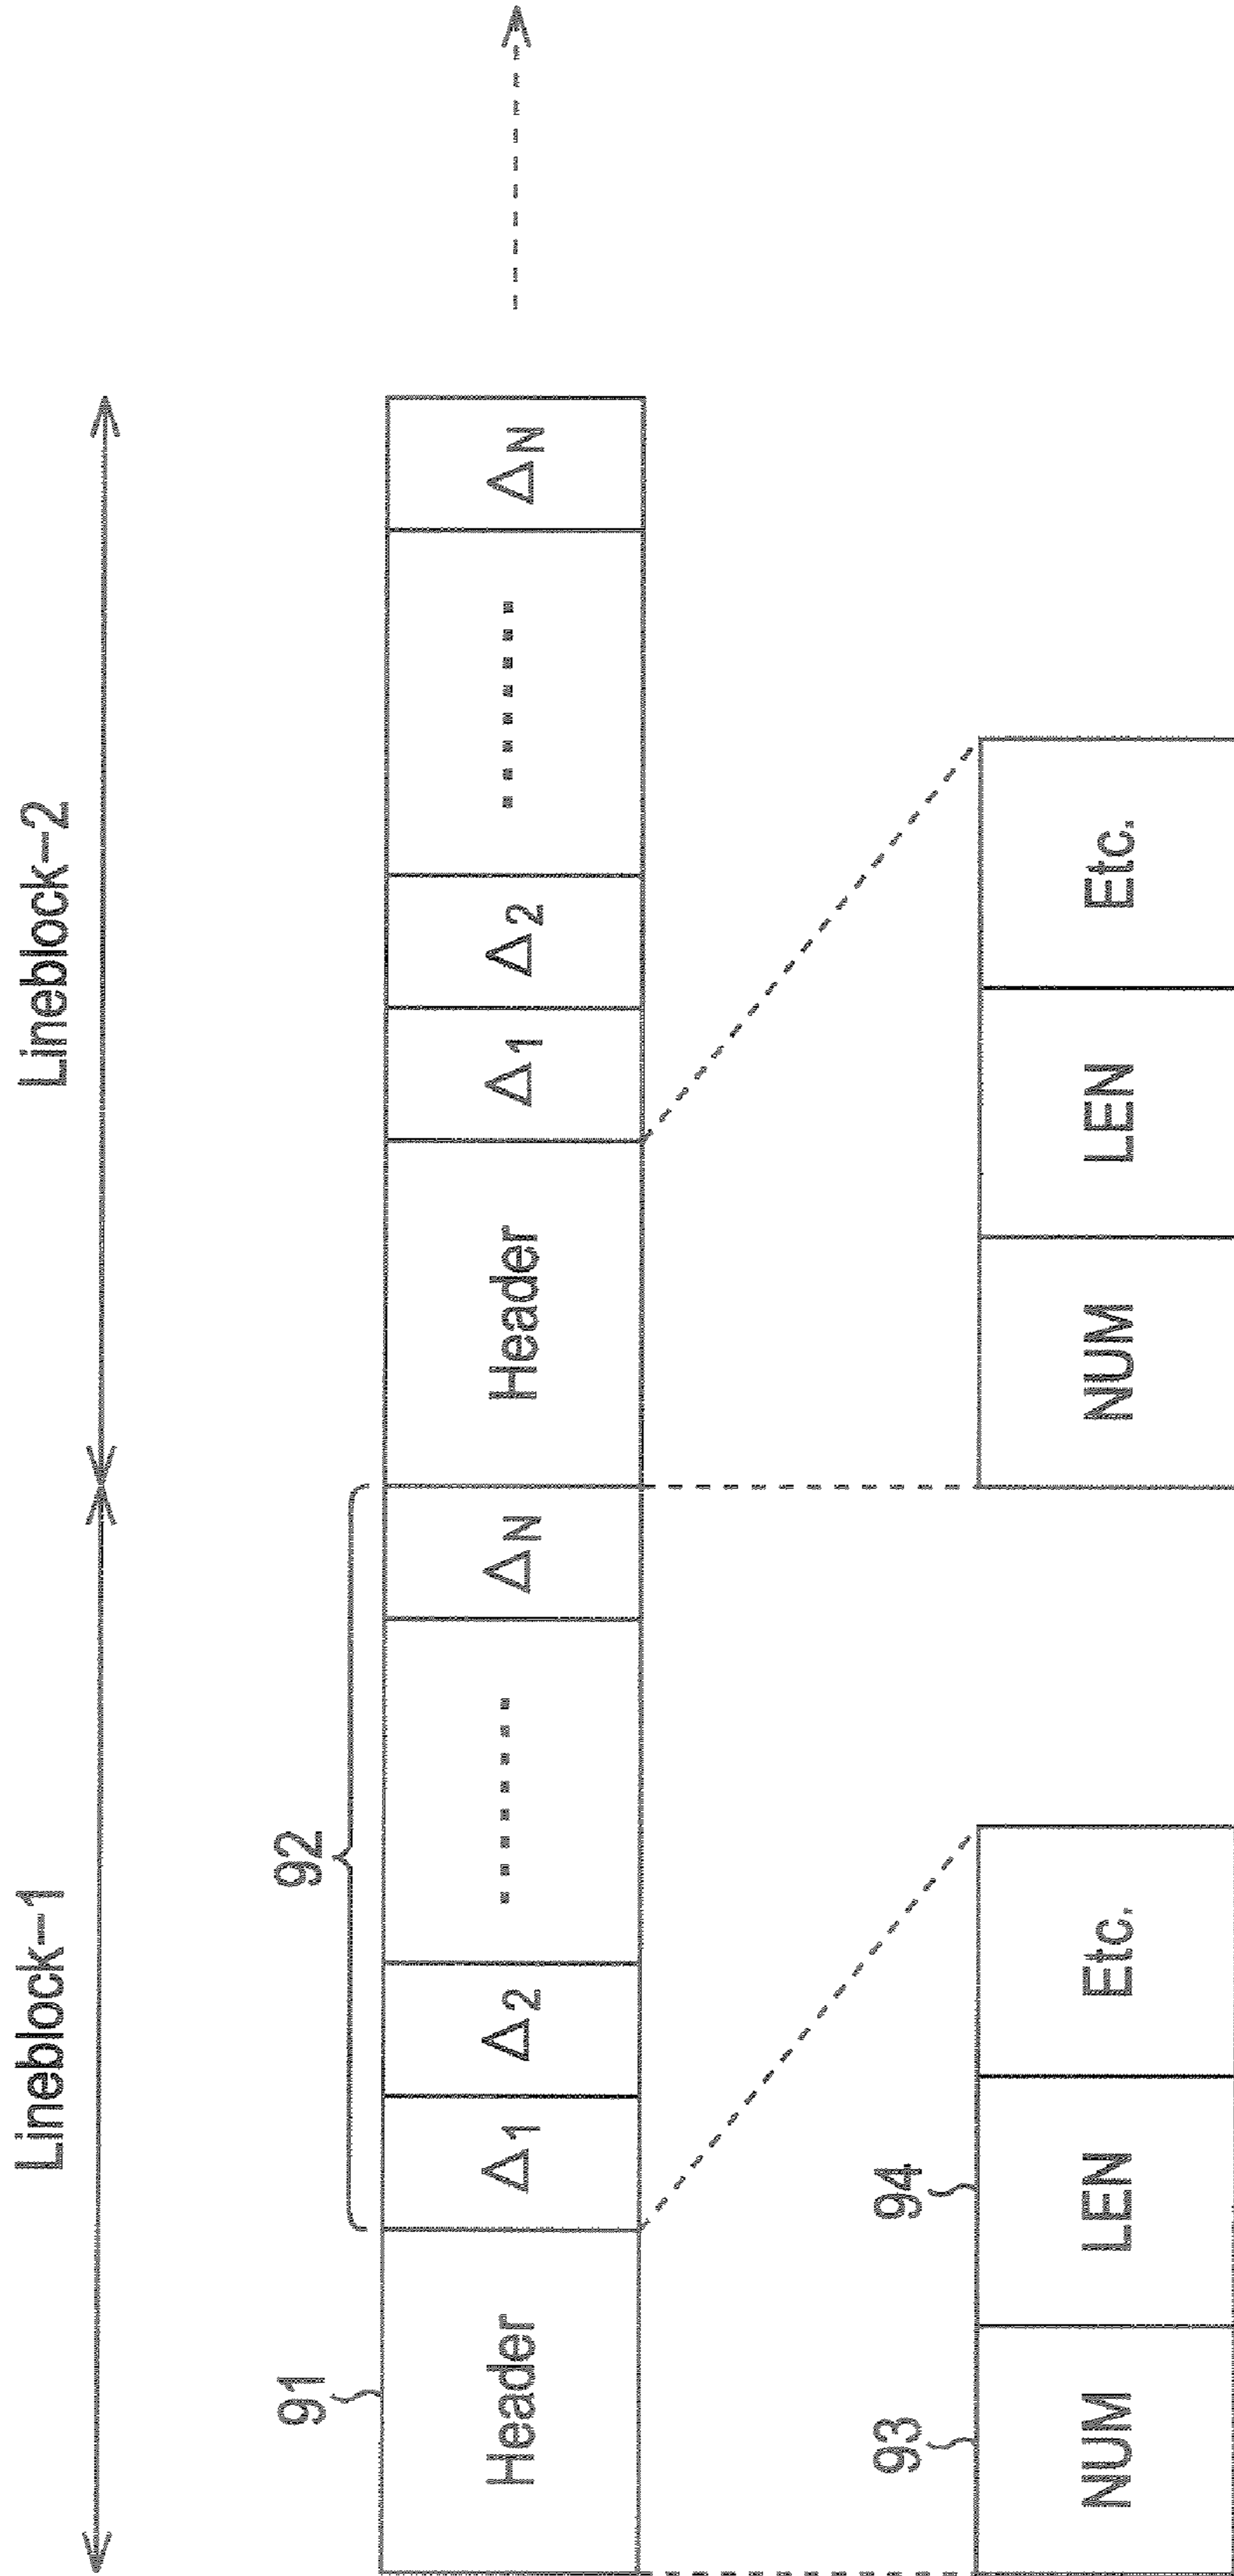 Lineblock-1 Lineblock-2
91 92
Header Δ1 Δ2 ········ ΔN Header Δ1 Δ2 ········ ΔN
93 94
NUM LEN Etc. NUM LEN Etc.